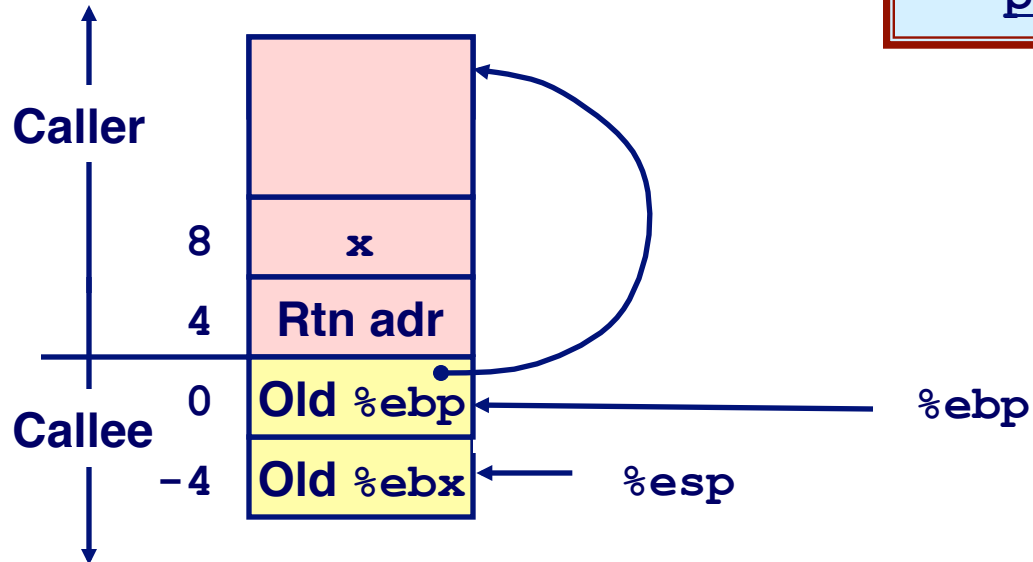 p
Caller
8 x
4 Rtn adr
0 Old %ebp %ebp
Callee
-4 Old %ebx %esp